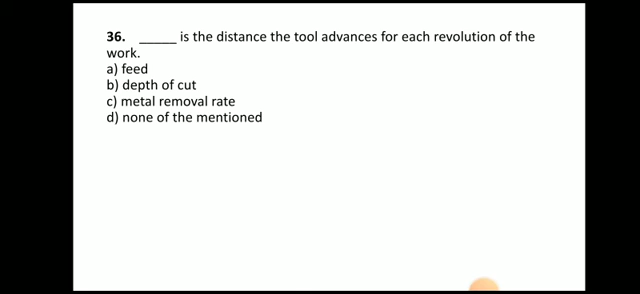 36. _____ is the distance the tool advances for each revolution of the
work.
a) feed
b) depth of cut
c) metal removal rate
d) none of the mentioned